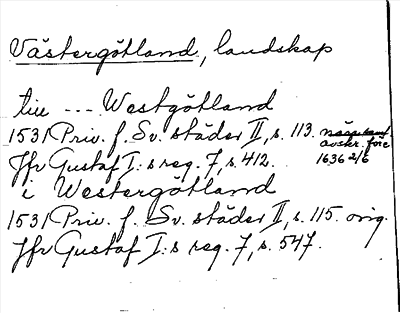 Västergötland, landskap
till --- Westgötland
1531 Priv. f. Sv. städer II, s. 113.
avskr. före
1636 2/6
Jfr Gustaf I:s reg. 7, s. 412.
i Westergötland
1531 Priv. f. Sv. städer II, s. 115. orig.
Jfr Gustaf I:s reg. 7, s. 547.